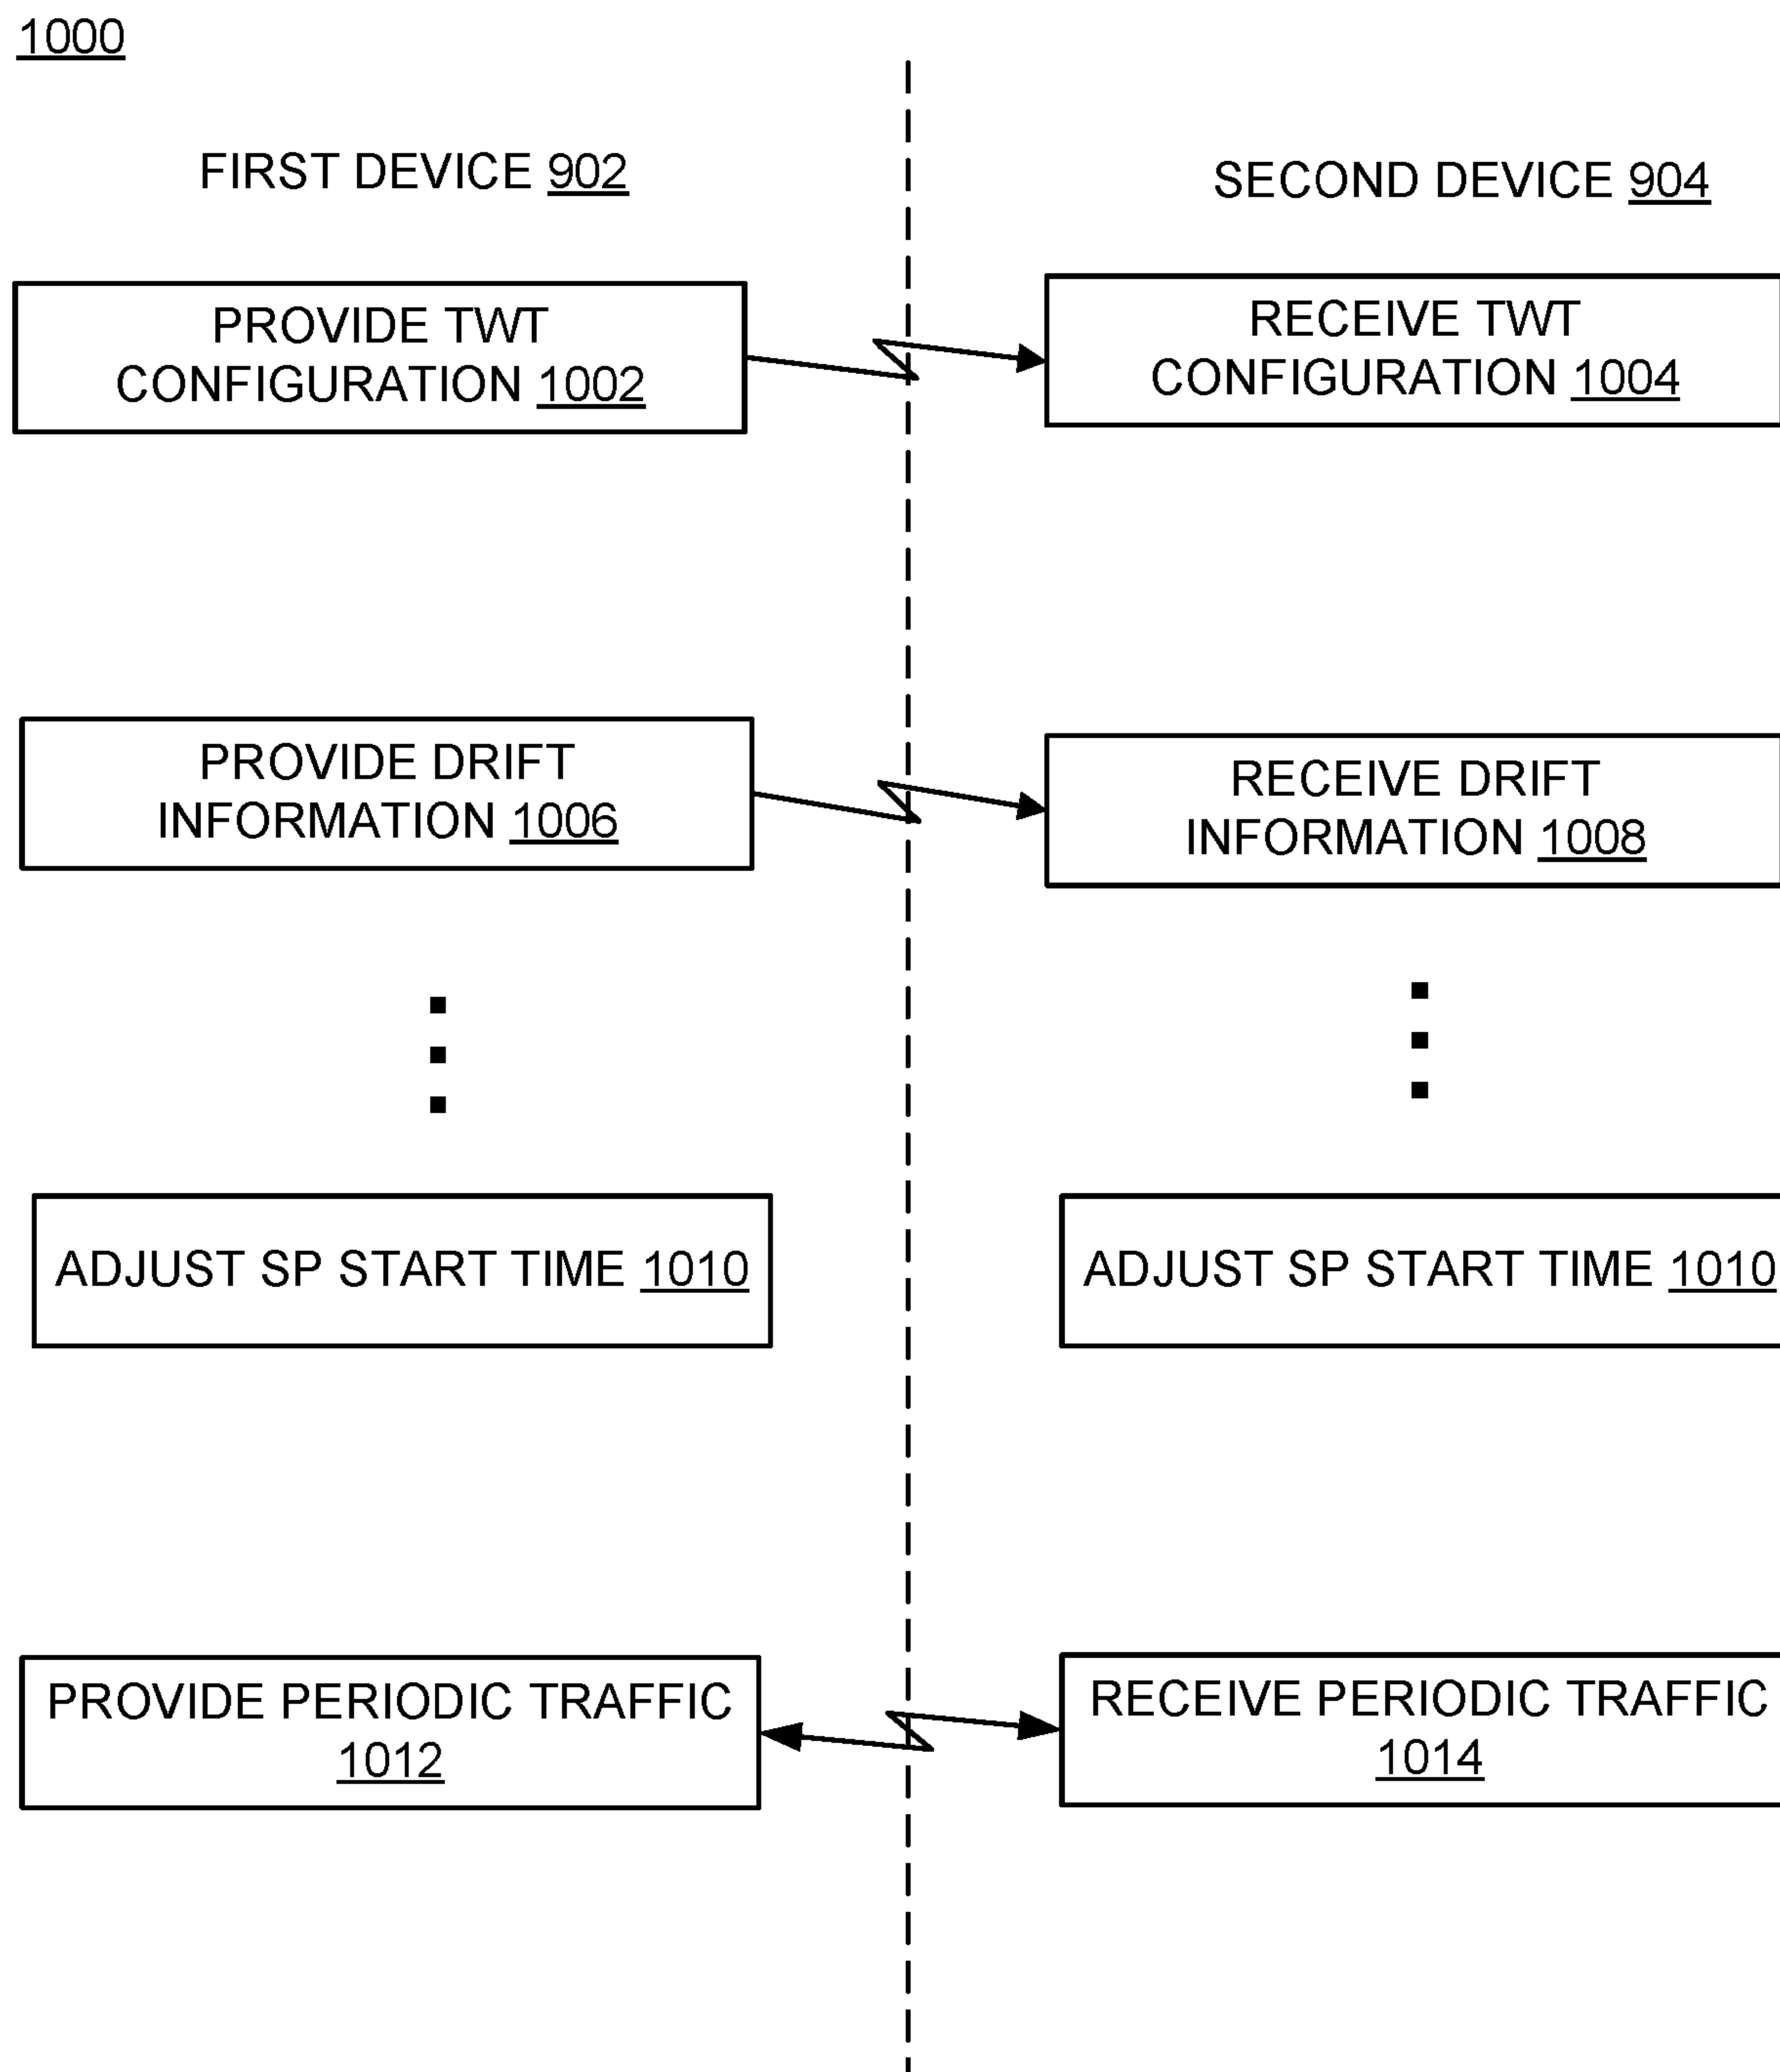 1000
FIRST DEVICE 902
SECOND DEVICE 904
PROVIDE TWT
CONFIGURATION 1002
RECEIVE TWT
CONFIGURATION 1004
PROVIDE DRIFT
INFORMATION 1006
RECEIVE DRIFT
INFORMATION 1008
ADJUST SP START TIME 1010
ADJUST SP START TIME 1010
PROVIDE PERIODIC TRAFFIC
1012
RECEIVE PERIODIC TRAFFIC
1014